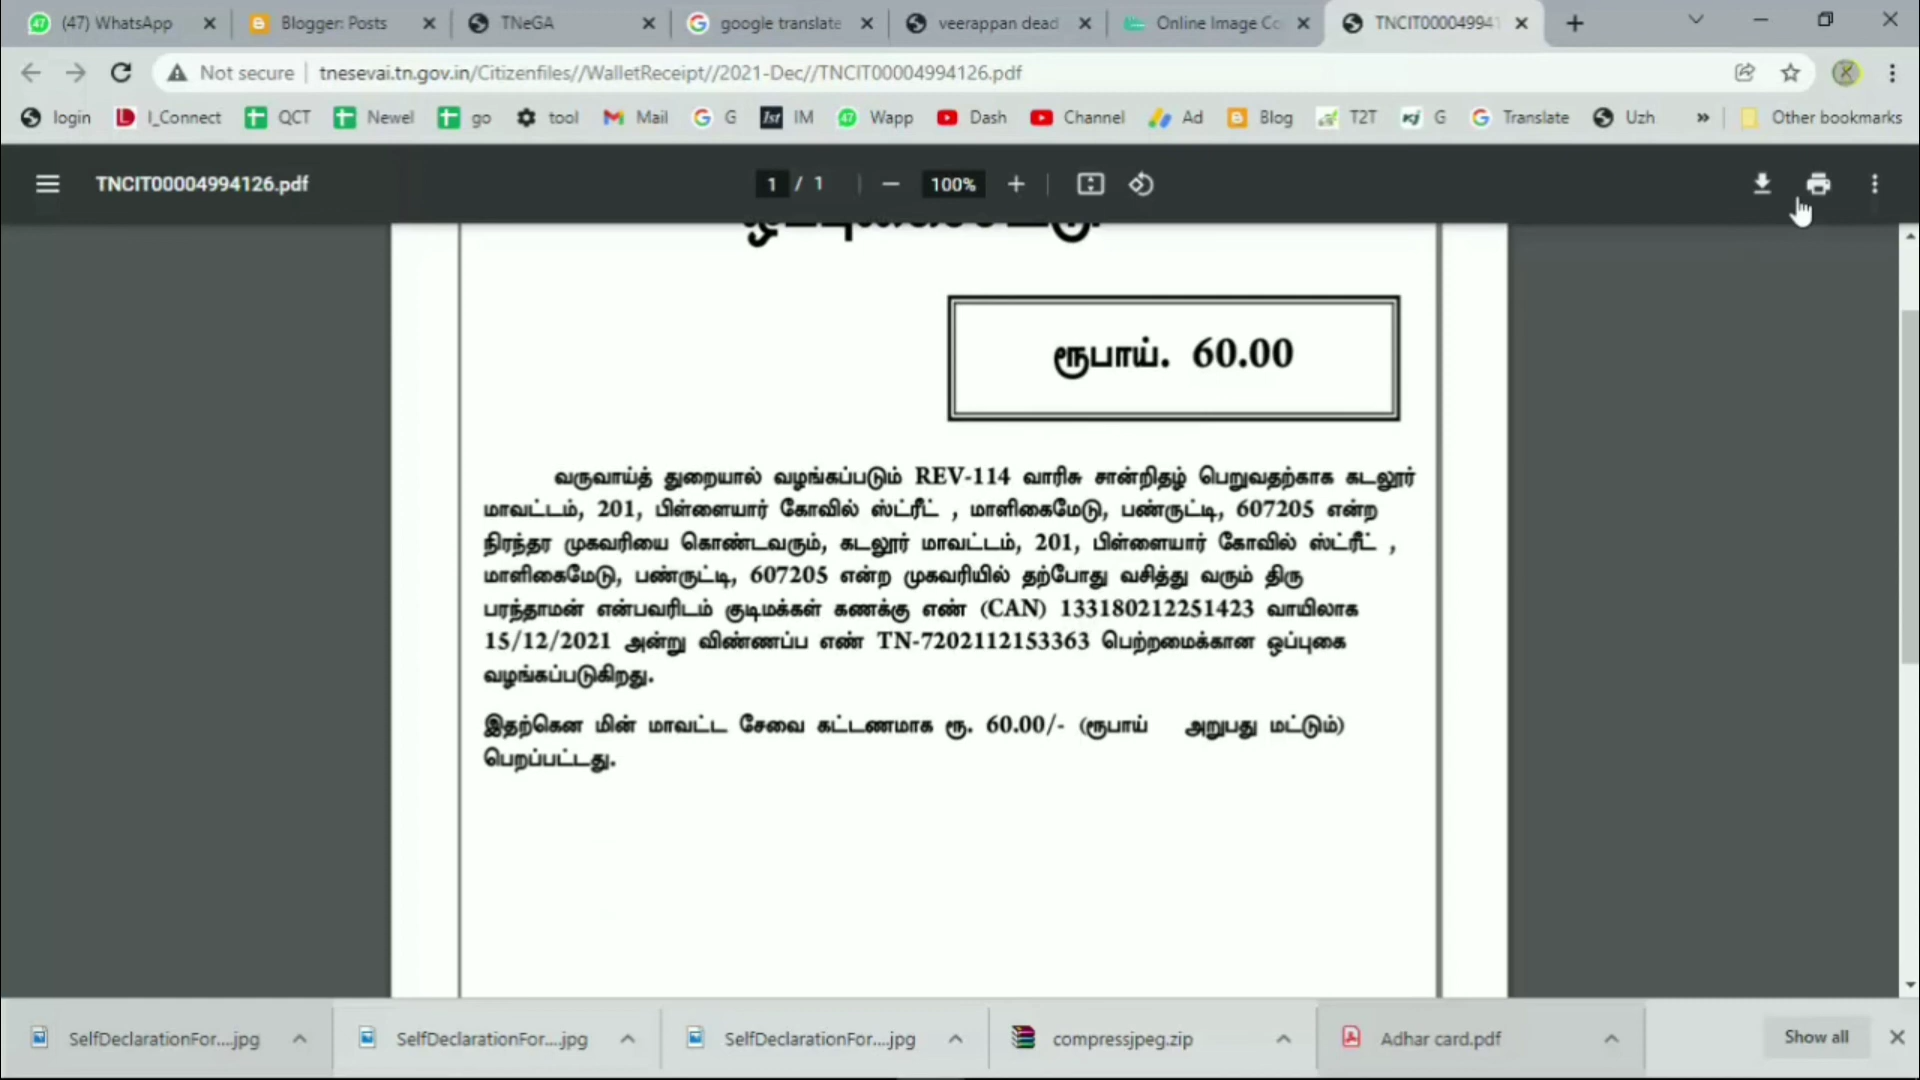 (47) WhatsApp
Blogger: Posts
TNeGA
google translate
veerappan dead
Online Image Co
TNCIT000049941
Not secure
tnesevai.tn.gov.in/Citizenfiles//WalletReceipt//2021-Dec//TNCIT00004994126.pdf
login
I_Connect
QCT
Newel
go
tool
Mail
G
IM
Wapp
Dash
Channel
Ad
Blog
T2T
G
Translate
Uzh
»
Other bookmarks
TNCIT00004994126.pdf
1 / 1
100%
ரூபாய். 60.00
வருவாய்த் துறையால் வழங்கப்படும் REV-114 வாரிசு சான்றிதழ் பெறுவதற்காக கடலூர்
மாவட்டம், 201, பிள்ளையார் கோவில் ஸ்ட்ரீட் , மாளிகைமேடு, பண்ருட்டி, 607205 என்ற
நிரந்தர முகவரியை கொண்டவரும், கடலூர் மாவட்டம், 201, பிள்ளையார் கோவில் ஸ்ட்ரீட் ,
மாளிகைமேடு, பண்ருட்டி, 607205 என்ற முகவரியில் தற்போது வசித்து வரும் திரு
பரந்தாமன் என்பவரிடம் குடிமக்கள் கணக்கு எண் (CAN) 133180212251423 வாயிலாக
15/12/2021 அன்று விண்ணப்ப எண் TN-7202112153363 பெற்றமைக்கான ஒப்புகை
வழங்கப்படுகிறது.
இதற்கென மின் மாவட்ட சேவை கட்டணமாக ரூ. 60.00/- (ரூபாய் அறுபது மட்டும்)
பெறப்பட்டது.
SelfDeclarationFor....jpg
SelfDeclarationFor....jpg
SelfDeclarationFor....jpg
compressjpeg.zip
Adhar card.pdf
Show all